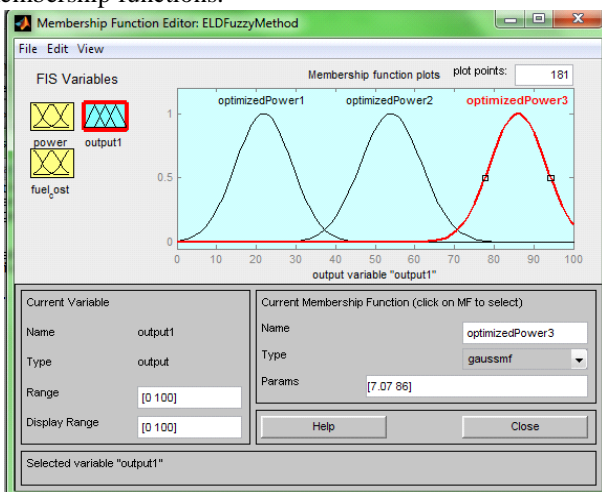 embership functions.
Membership Function Editor: ELDFuzzyMethod
File Edit View
FIS Variables
power
output1
fuelcost
Membership function plots
plot points:
181
optimizedPower1
optimizedPower2
optimizedPower3
1
0.5
0
0 10 20 30 40 50 60 70 80 90 100
output variable "output1"
Current Variable
Name
output1
Type
output
Range
[0 100]
Display Range
[0 100]
Current Membership Function (click on MF to select)
Name
optimizedPower3
Type
gaussmf
Params
[7.07 86]
Help
Close
Selected variable "output1"